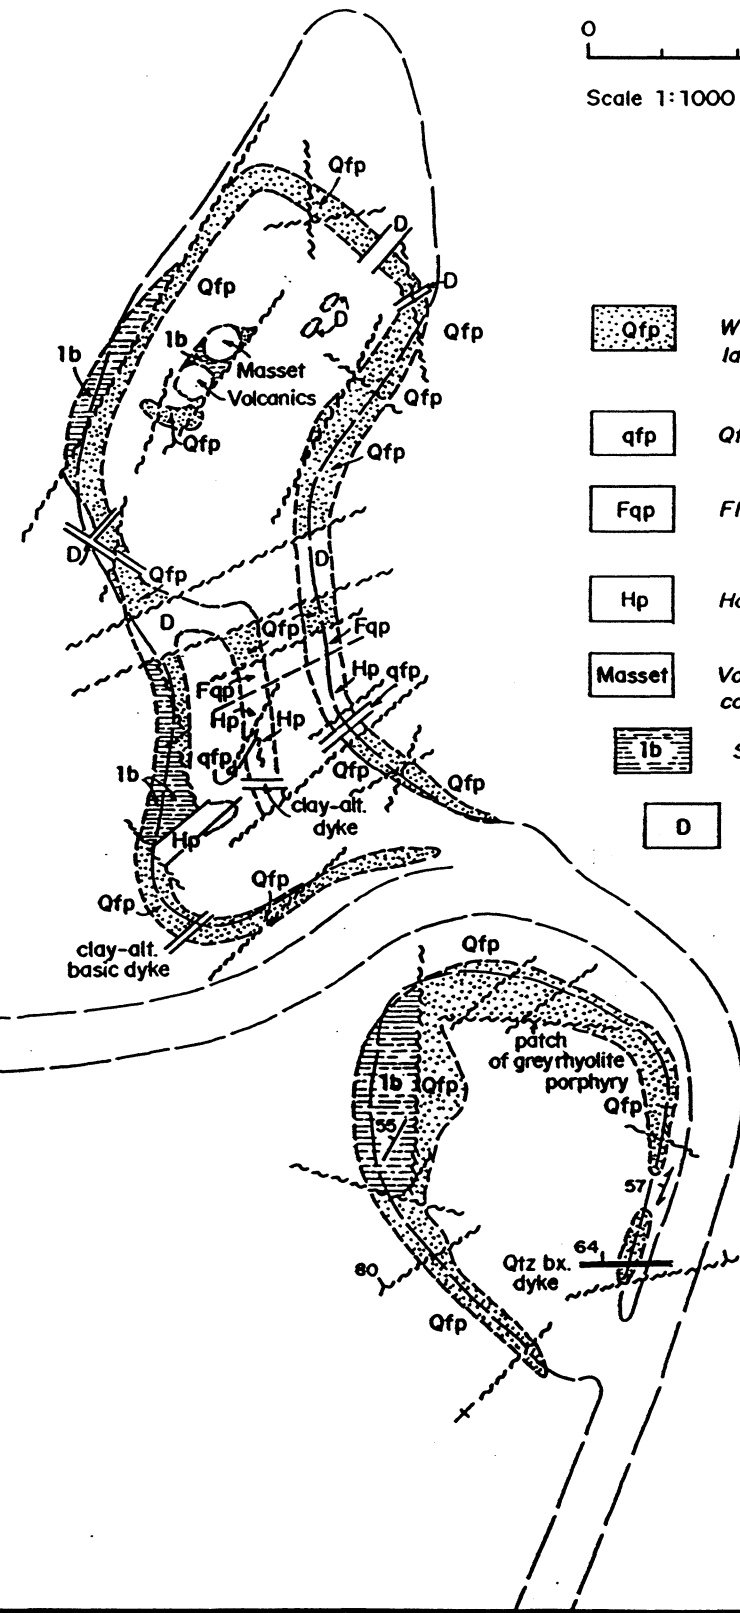 0
Scale 1:1000
Qfp
D
D
Qfp
Qfp
1b
D
1b
Masset
Volcanics
Qfp
Qfp
Qfp
D
D
Qfp
D
Qfp
Fqp
Hp qfp
Fqp
Hp
Hp
qfp
1b
Qfp
Qfp
clay-alt.
dyke
Hp
Qfp
Qfp
clay-alt.
basic dyke
Qfp
patch
of grey rhyolite
porphyry
1b
Qfp
Qfp
55
57
64
Qtz bx.
dyke
80
Qfp
Qfp
qfp
Fqp
Hp
Masset
1b
D